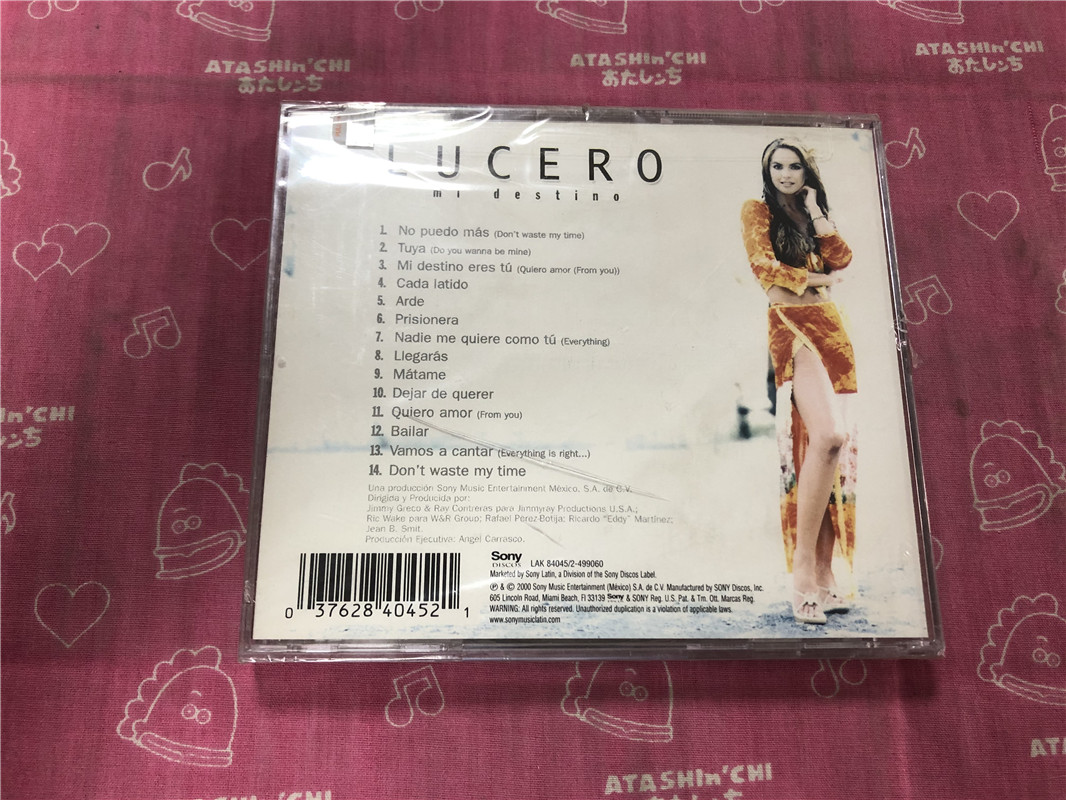 ATASHIn'CHI
あたしンち
ATASHIn'CHI
あたしンち
ATASHIn'CHI
あたしンち
LUCERO
mi destino
1. No puedo más (Don't waste my time)
2. Tuya (Do you wanna be mine)
3. Mi destino eres tú (Quiero amor (From you))
4. Cada latido
5. Arde
6. Prisionera
7. Nadie me quiere como tú (Everything)
8. Llegarás
9. Mátame
10. Dejar de querer
11. Quiero amor (From you)
12. Bailar
13. Vamos a cantar (Everything is right...)
14. Don't waste my time
Una producción Sony Music Entertainment México, S.A. de C.V.
Dirigida y Producida por:
Jimmy Greco & Ray Contreras para Jimmyray Productions U.S.A.;
Ric Wake para W&R Group; Rafael Pérez-Botija; Ricardo "Eddy" Martínez;
Jean B. Smit.
Producción Ejecutiva: Angel Carrasco.
Sony
DISCOS LAK 84045/2-499060
Marketed by Sony Latin, a Division of the Sony Discos Label.
℗ & © 2000 Sony Music Entertainment (México) S.A. de C.V. Manufactured by SONY Discos, Inc.
605 Lincoln Road, Miami Beach, Fl 33139 Sony & SONY Reg. U.S. Pat. & Tm. Ott. Marcas Reg.
WARNING: All rights reserved. Unauthorized duplication is a violation of applicable laws.
www.sonymusiclatin.com
0 37628 40452 1
ATASHIn'CHI